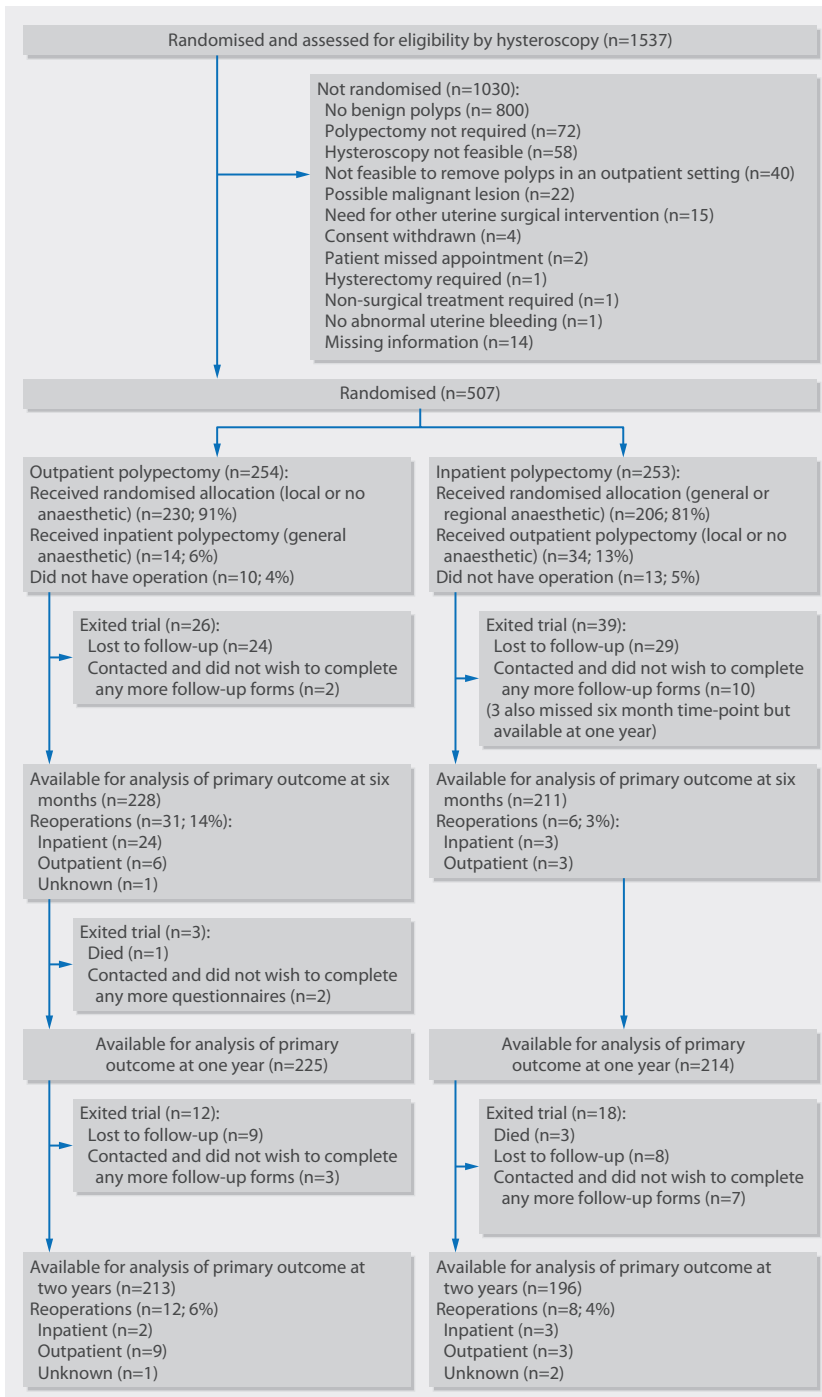 Randomised and assessed for eligibility by hysteroscopy (n=1537)
Not randomised (n=1030):
No benign polyps (n= 800)
Polypectomy not required (n=72)
Hysteroscopy not feasible (n=58)
Not feasible to remove polyps in an outpatient setting (n=40)
Possible malignant lesion (n=22)
Need for other uterine surgical intervention (n=15)
Consent withdrawn (n=4)
Patient missed appointment (n=2)
Hysterectomy required (n=1)
Non-surgical treatment required (n=1)
No abnormal uterine bleeding (n=1)
Missing information (n=14)
Randomised (n=507)
Outpatient polypectomy (n=254):
Received randomised allocation (local or no
anaesthetic) (n=230; 91%)
Received inpatient polypectomy (general
anaesthetic) (n=14; 6%)
Did not have operation (n=10; 4%)
Inpatient polypectomy (n=253):
Received randomised allocation (general or
regional anaesthetic) (n=206; 81%)
Received outpatient polypectomy (local or no
anaesthetic) (n=34; 13%)
Did not have operation (n=13; 5%)
Exited trial (n=26):
Lost to follow-up (n=24)
Contacted and did not wish to complete
any more follow-up forms (n=2)
Exited trial (n=39):
Lost to follow-up (n=29)
Contacted and did not wish to complete
any more follow-up forms (n=10)
(3 also missed six month time-point but
available at one year)
Available for analysis of primary outcome at six
months (n=228)
Reoperations (n=31; 14%):
Inpatient (n=24)
Outpatient (n=6)
Unknown (n=1)
Available for analysis of primary outcome at six
months (n=211)
Reoperations (n=6; 3%):
Inpatient (n=3)
Outpatient (n=3)
Exited trial (n=3):
Died (n=1)
Contacted and did not wish to complete
any more questionnaires (n=2)
Available for analysis of primary
outcome at one year (n=225)
Available for analysis of primary
outcome at one year (n=214)
Exited trial (n=12):
Lost to follow-up (n=9)
Contacted and did not wish to complete
any more follow-up forms (n=3)
Exited trial (n=18):
Died (n=3)
Lost to follow-up (n=8)
Contacted and did not wish to complete
any more follow-up forms (n=7)
Available for analysis of primary outcome at
two years (n=213)
Reoperations (n=12; 6%)
Inpatient (n=2)
Outpatient (n=9)
Unknown (n=1)
Available for analysis of primary outcome at
two years (n=196)
Reoperations (n=8; 4%)
Inpatient (n=3)
Outpatient (n=3)
Unknown (n=2)